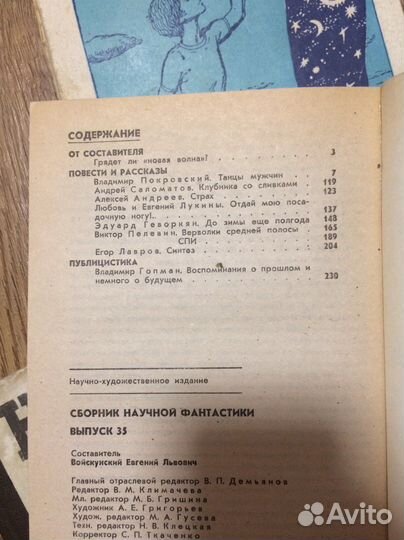 СОДЕРЖАНИЕ
ОТ СОСТАВИТЕЛЯ
Грядет ли «новая волна»? . . . . . . . . . 3
ПОВЕСТИ И РАССКАЗЫ
Владимир Покровский. Танцы мужчин . . . 7
Андрей Саломатов. Клубника со сливками . . 119
Алексей Андреев. Страх . . . . . . . . 123
Любовь и Евгений Лукины. Отдай мою поса-
дочную ногу!.. . . . . . . . . . 137
Эдуард Геворкян. До зимы еще полгода 148
Виктор Пелевин. Верволки средней полосы . 165
СПИ . . . . . 189
Егор Лавров. Синтез . . . . . . . . 204
ПУБЛИЦИСТИКА
Владимир Гопман. Воспоминания о прошлом и
немного о будущем . . . . . . . . . 230
Научно-художественное издание
СБОРНИК НАУЧНОЙ ФАНТАСТИКИ
ВЫПУСК 35
Составитель
Войскунский Евгений Львович
Главный отраслевой редактор В. П. Демьянов
Редактор В. М. Климачева
Мл. редактор М. Б. Гришина
Художник А. Е. Григорьев
Худож. редактор М. А. Гусева
Техн. редактор Н. В. Клецкая
Корректор С. П. Ткаченко
Avito